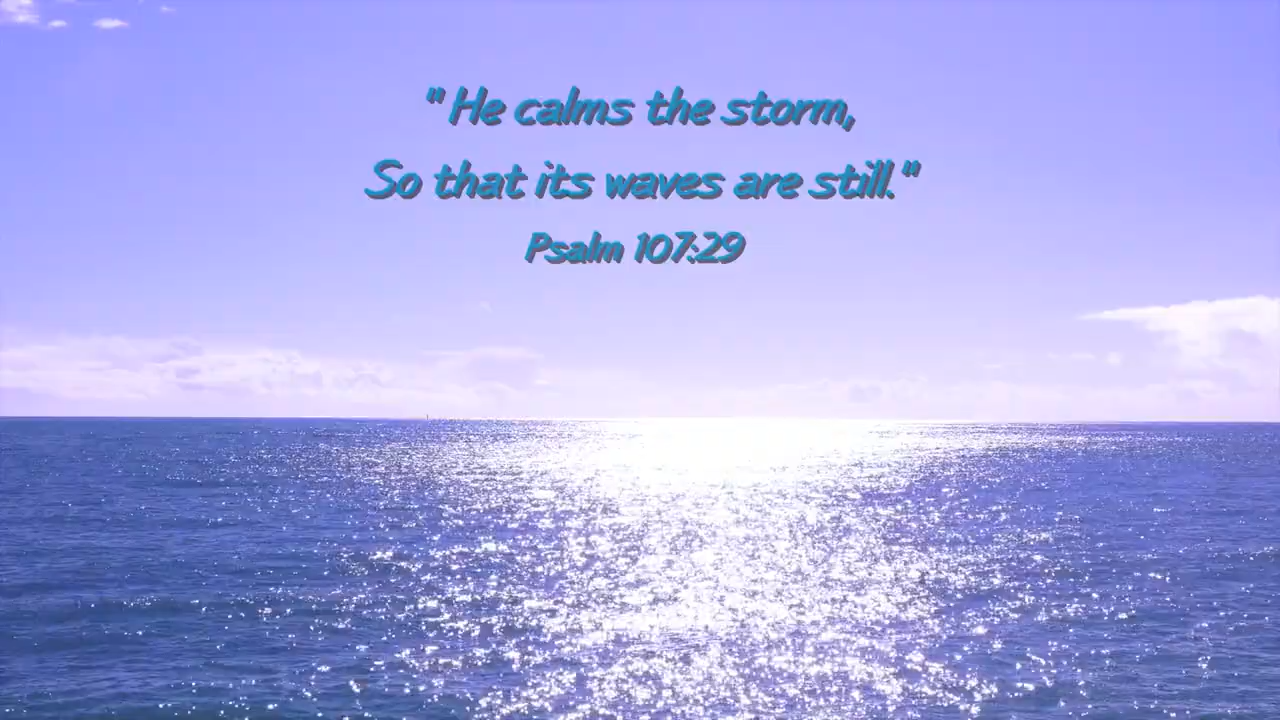 "He calms the storm,
So that its waves are still."
Psalm 107:29